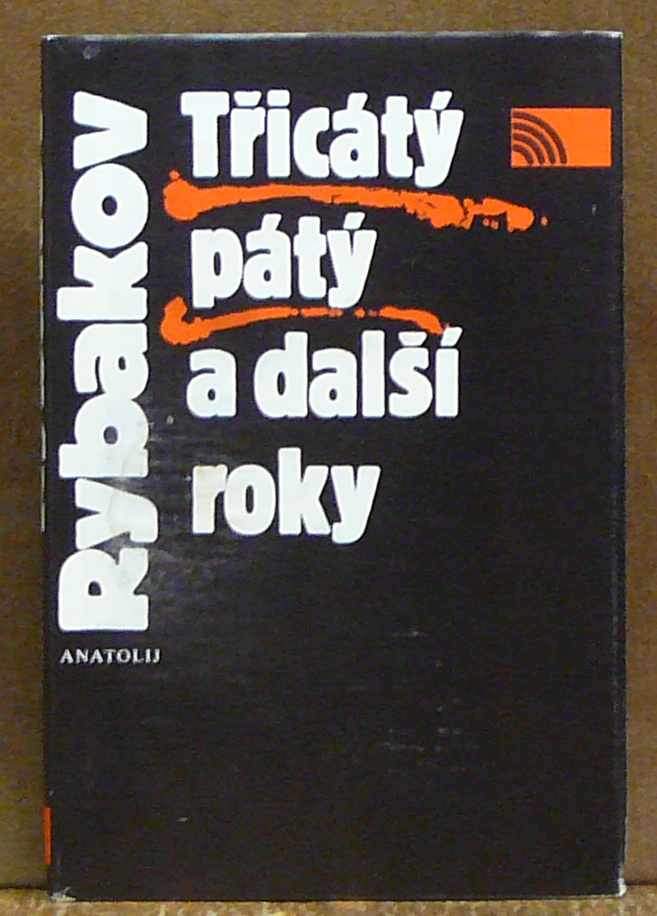 Rybakov
ANATOLIJ
Třicátý
pátý
a další
roky